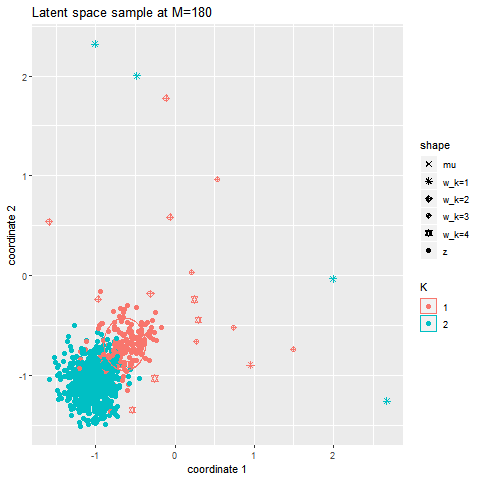 Latent space sample at M=180
coordinate 2
2
1
0
-1
-1
0
1
2
coordinate 1
shape
mu
w_k=1
w_k=2
w_k=3
w_k=4
z
K
1
2